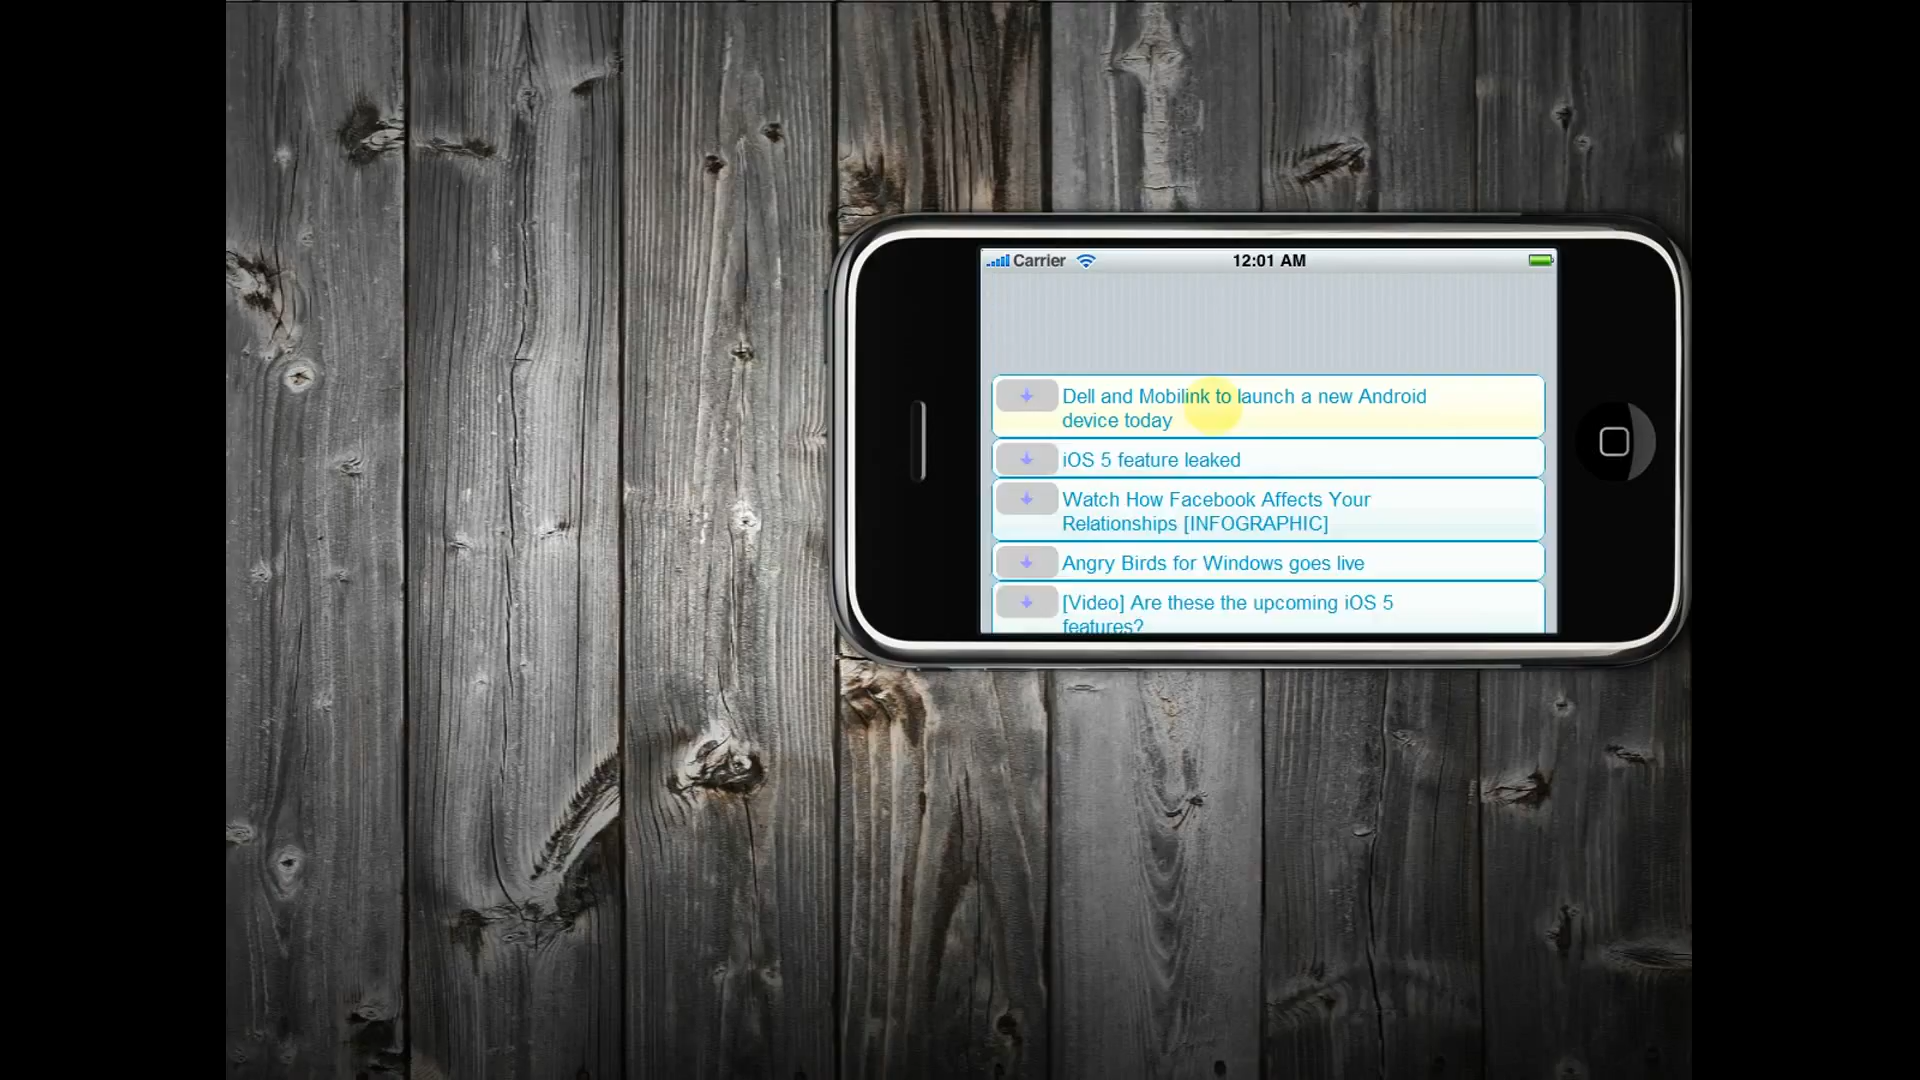 Carrier 12:01 AM
Dell and Mobilink to launch a new Android
device today
iOS 5 feature leaked
Watch How Facebook Affects Your
Relationships [INFOGRAPHIC]
Angry Birds for Windows goes live
[Video] Are these the upcoming iOS 5
features?